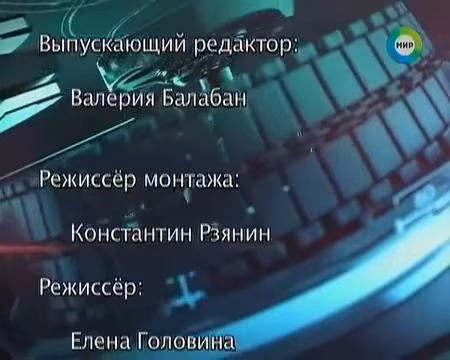 Выпускающий редактор:
МИР
Валерия Балабан
Режиссёр монтажа:
Константин Рзянин
Режиссёр:
Елена Головина